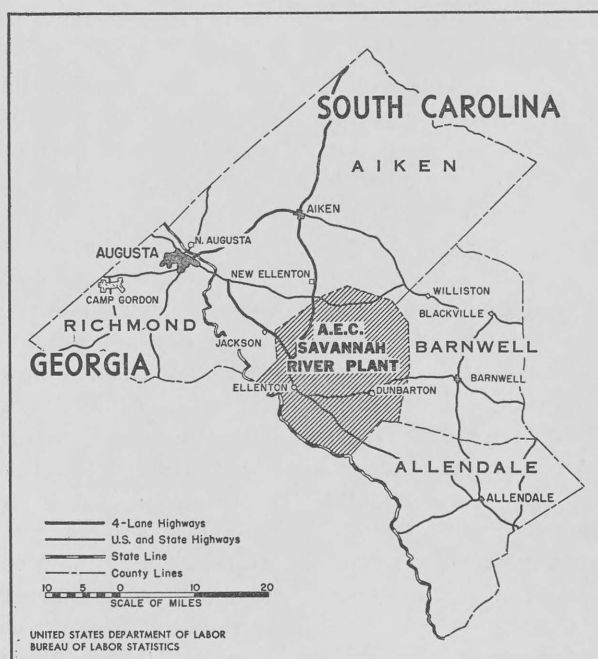 SOUTH CAROLINA
AIKEN
AIKEN
N. AUGUSTA
AUGUSTA
NEW ELLENTON
WILLISTON
CAMP GORDON
BLACKVILLE
RICHMOND
JACKSON
A.E.C.
SAVANNAH
RIVER PLANT
BARNWELL
GEORGIA
ELLENTON
DUNBARTON
BARNWELL
ALLENDALE
ALLENDALE
4-Lane Highways
U.S. and State Highways
State Line
County Lines
10 5 0 10 20
SCALE OF MILES
UNITED STATES DEPARTMENT OF LABOR
BUREAU OF LABOR STATISTICS